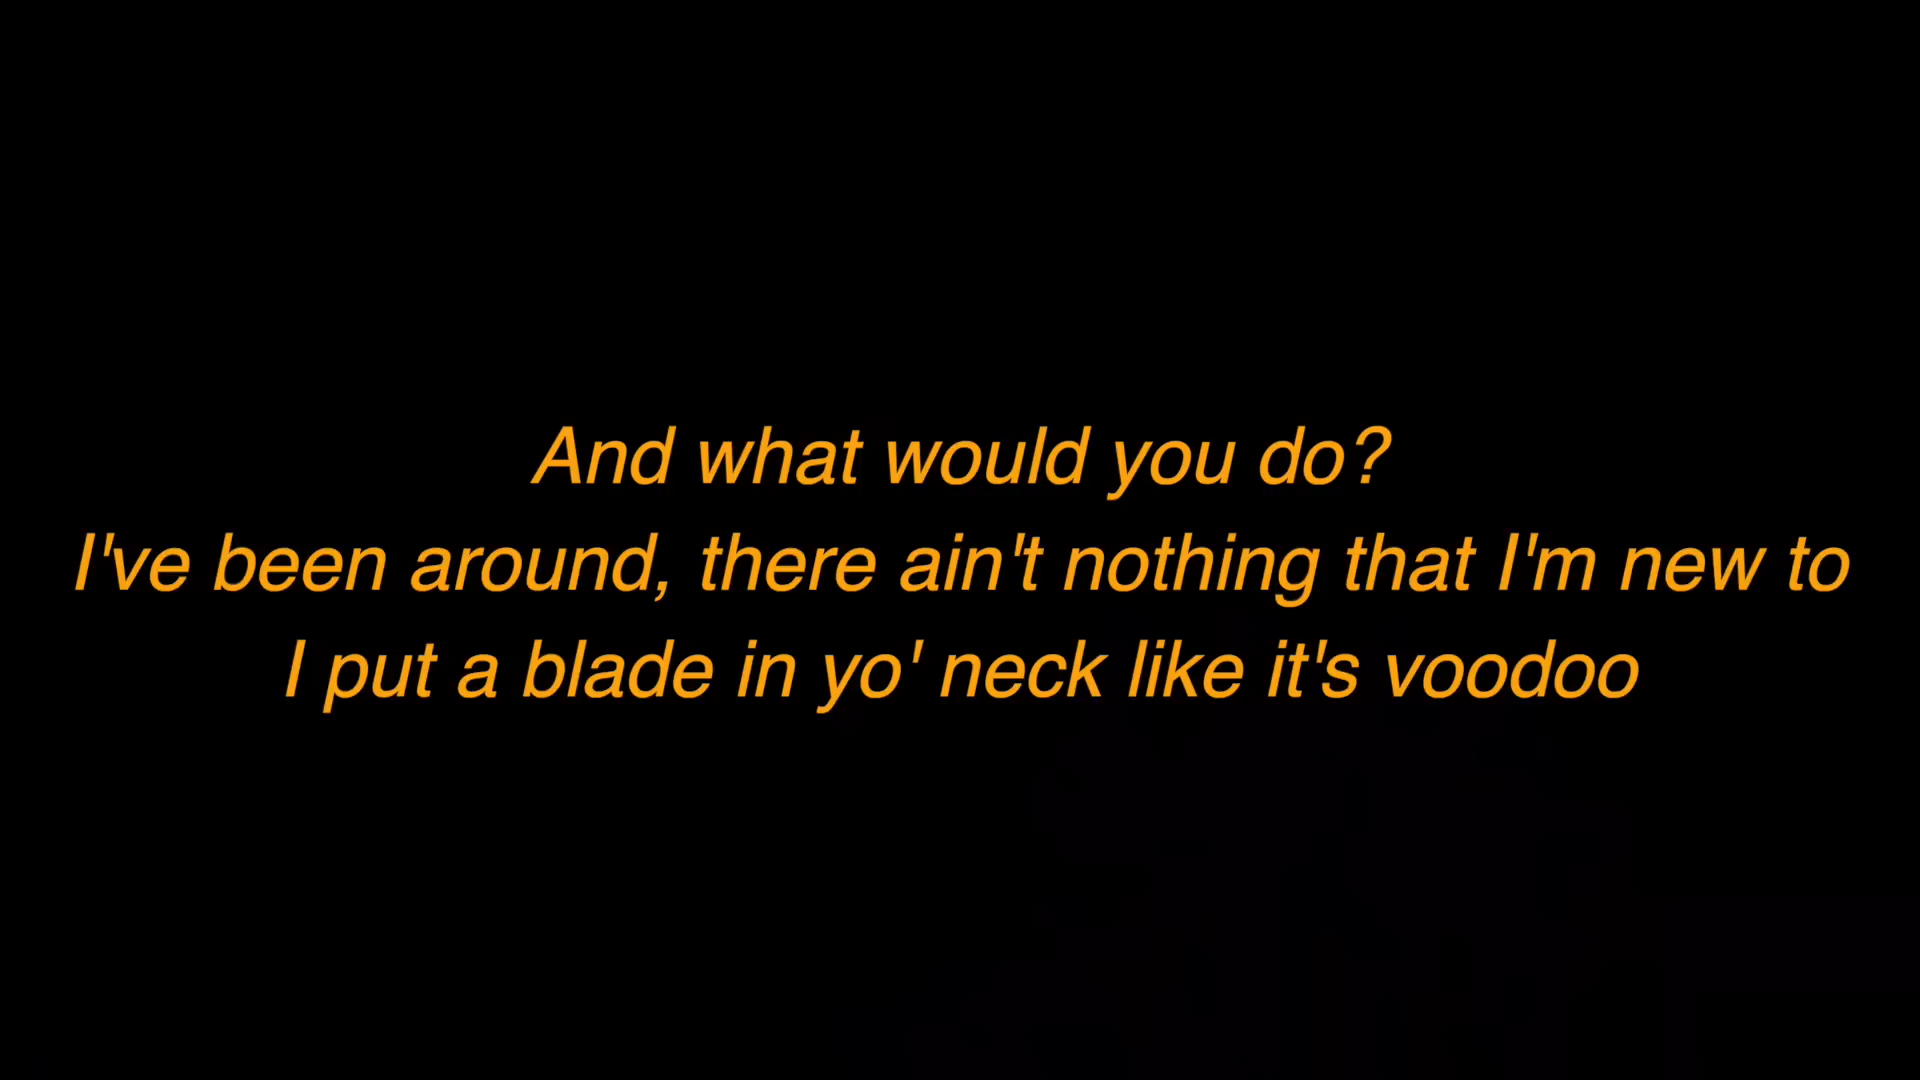 And what would you do?
I've been around, there ain't nothing that I'm new to
I put a blade in yo' neck like it's voodoo